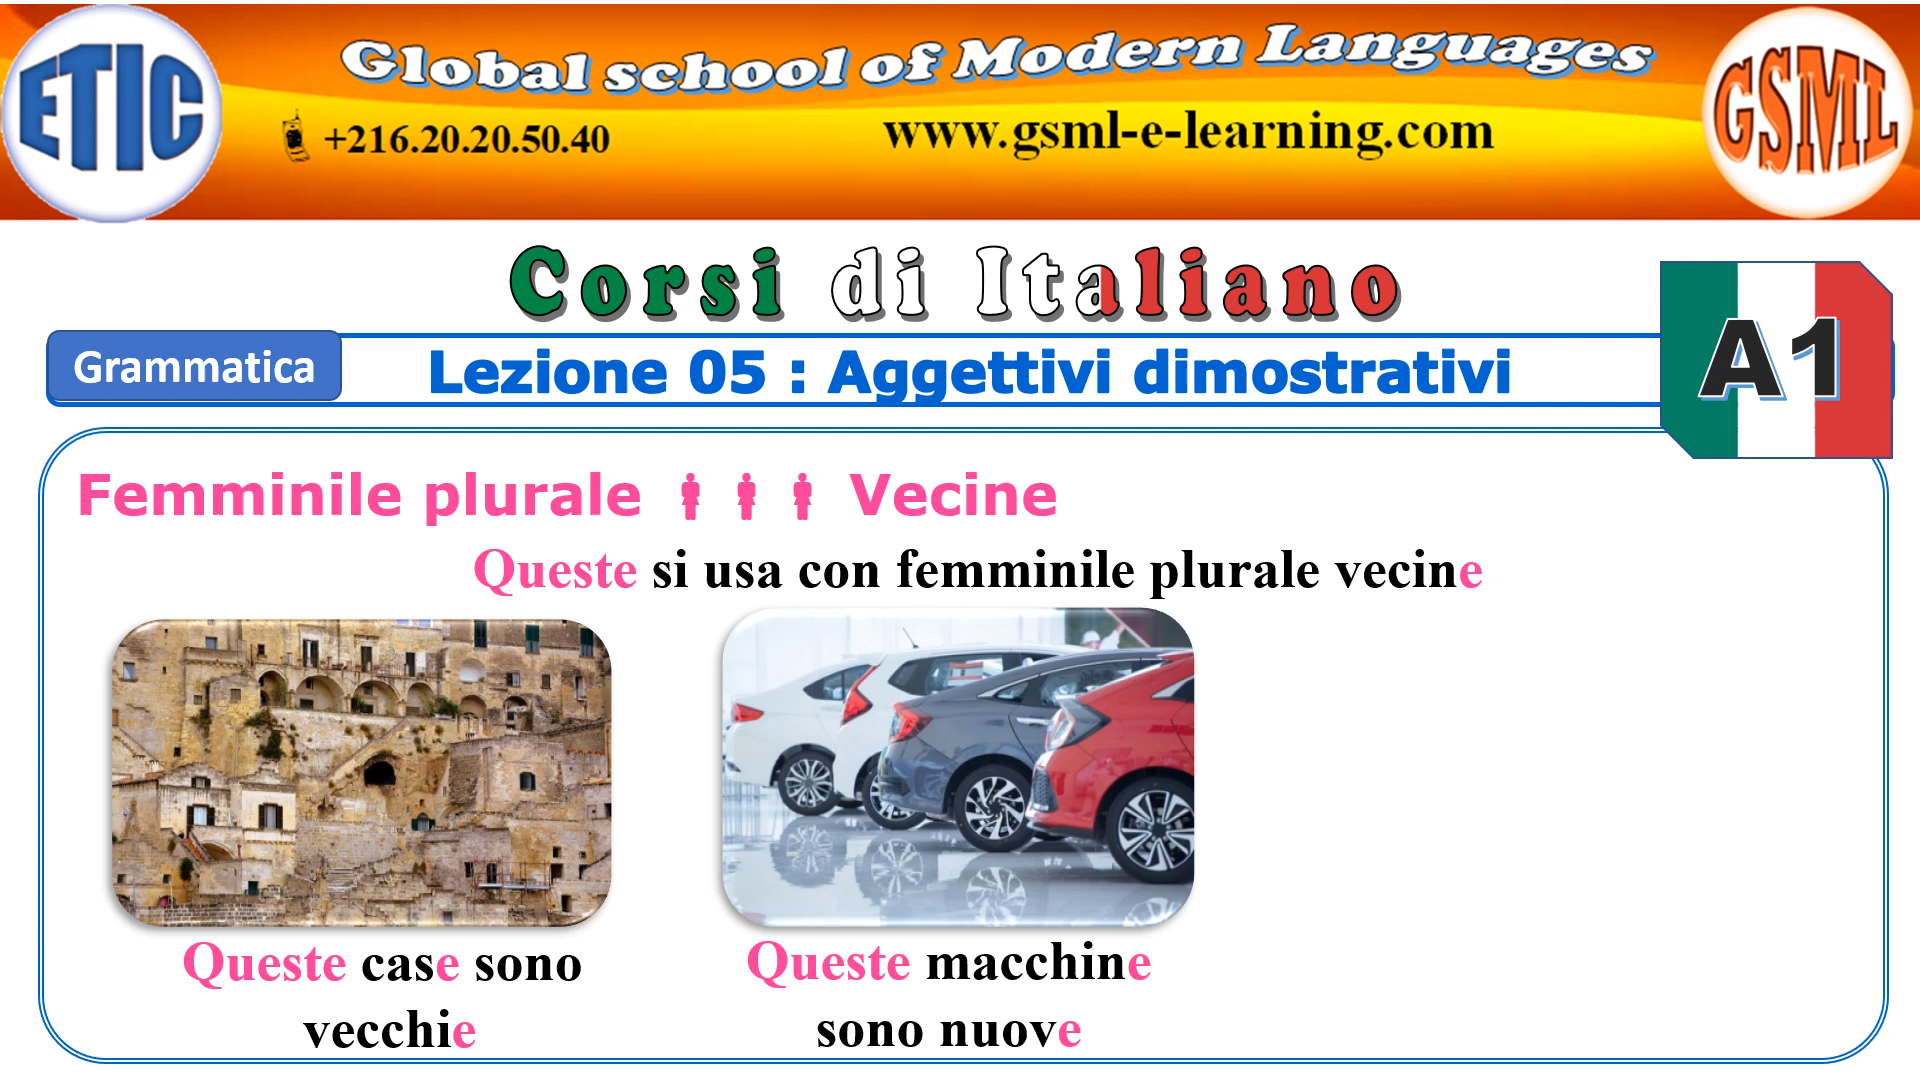 ETIC
Global school of Modern Languages
GSML
+216.20.20.50.40
www.gsml-e-learning.com
Corsi di Italiano
A1
Grammatica
Lezione 05 : Aggettivi dimostrativi
Femminile plurale Vecine
Queste si usa con femminile plurale vecine
Queste case sono
vecchie
Queste macchine
sono nuove